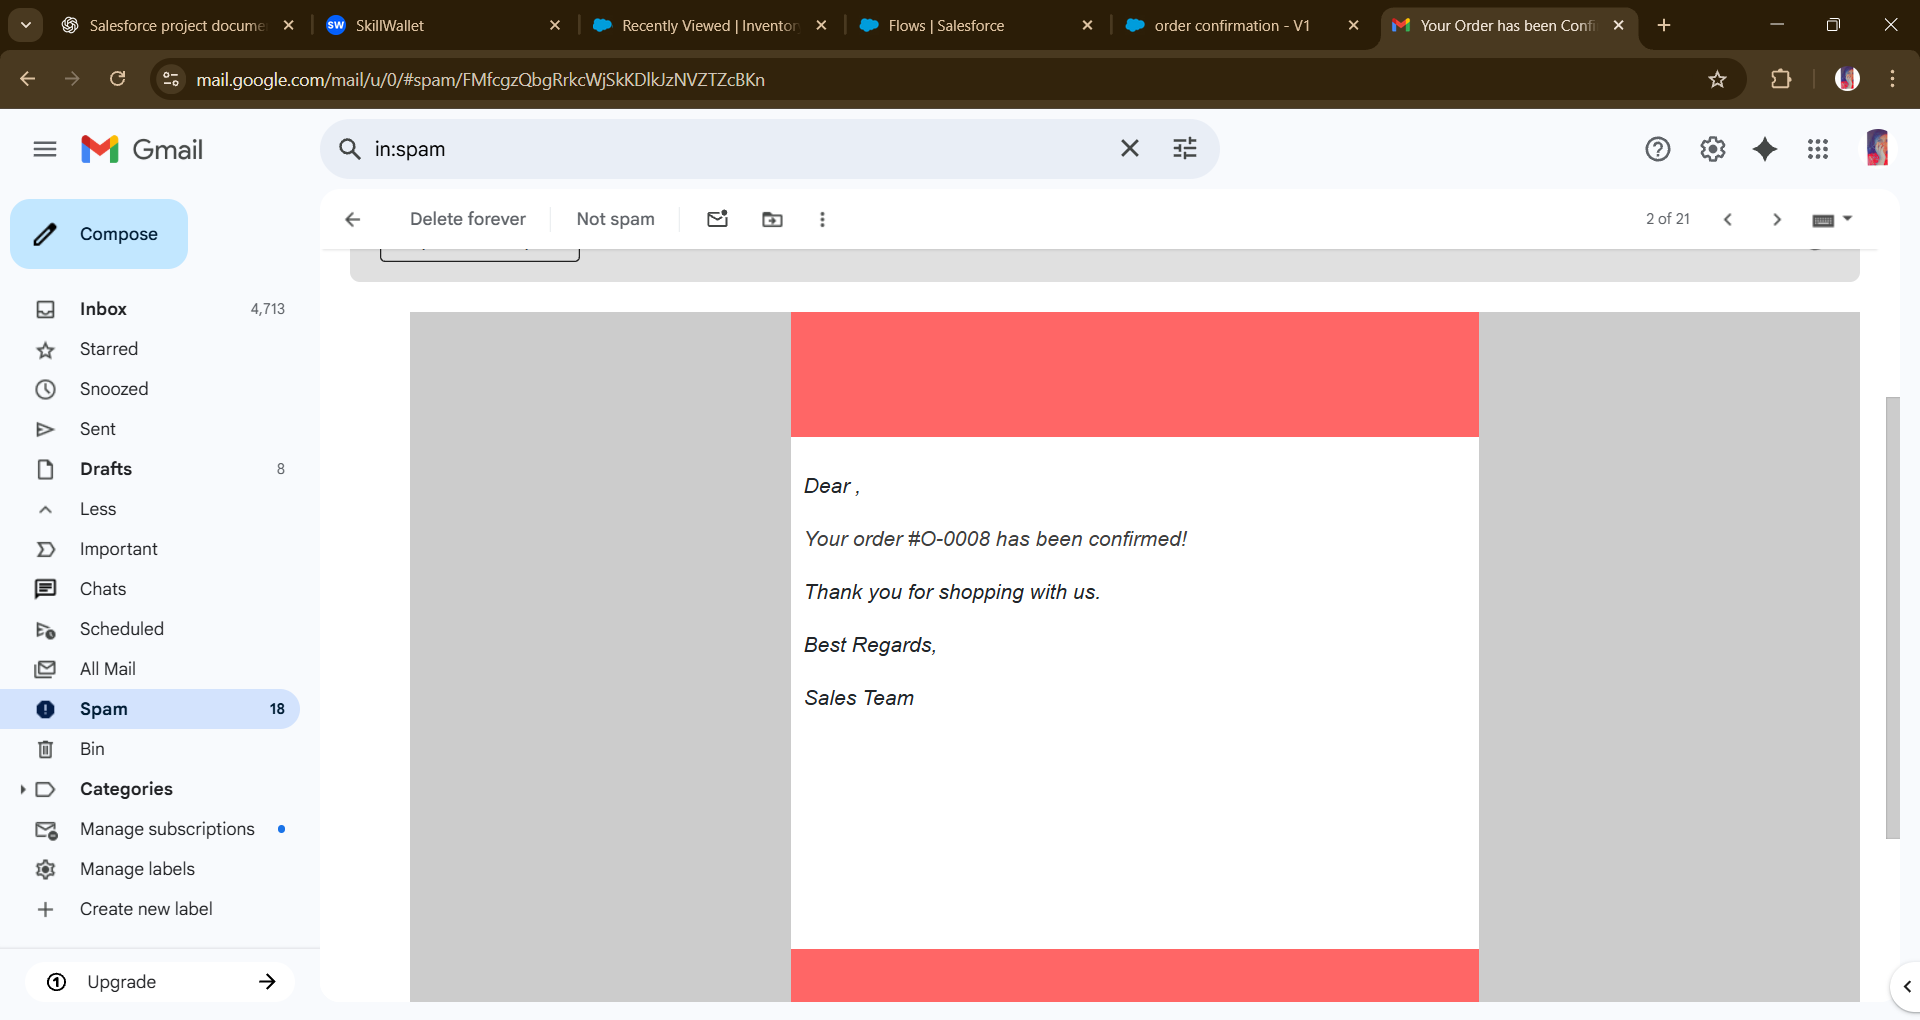 Salesforce project docume
SkillWallet
Recently Viewed | Inventor
Flows | Salesforce
order confirmation - V1
Your Order has been Confi
mail.google.com/mail/u/0/#spam/FMfcgzQbgRrkcWjSkKDlkJzNVZTZcBKn
Gmail
in:spam
Compose
Delete forever
Not spam
2 of 21
Inbox 4,713
Starred
Snoozed
Sent
Drafts 8
Less
Important
Chats
Scheduled
All Mail
Spam 18
Bin
Categories
Manage subscriptions
Manage labels
Create new label
Upgrade
Dear ,
Your order #O-0008 has been confirmed!
Thank you for shopping with us.
Best Regards,
Sales Team